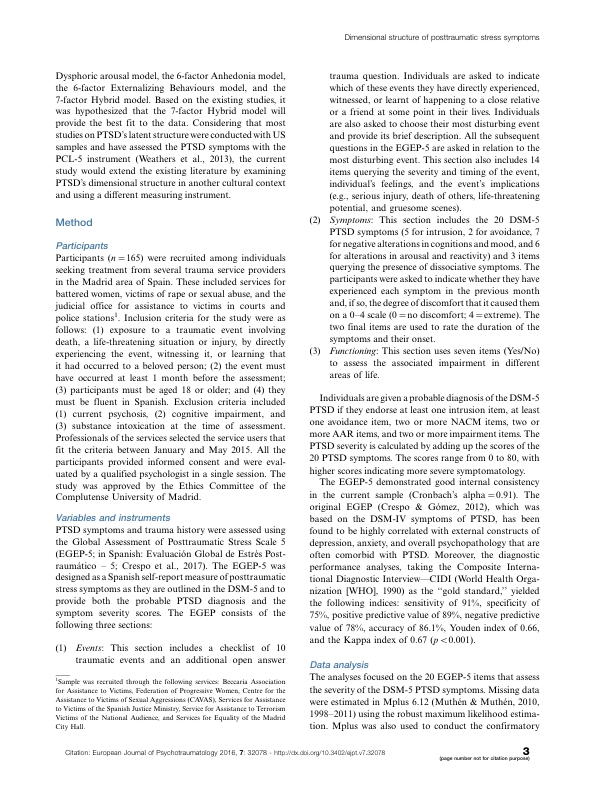 Dimensional structure of posttraumatic stress symptoms
Dysphoric arousal model, the 6-factor Anhedonia model,
the 6-factor Externalizing Behaviours model, and the
7-factor Hybrid model. Based on the existing studies, it
was hypothesized that the 7-factor Hybrid model will
provide the best fit to the data. Considering that most
studies on PTSD's latent structure were conducted with US
samples and have assessed the PTSD symptoms with the
PCL-5 instrument (Weathers et al., 2013), the current
study would extend the existing literature by examining
PTSD's dimensional structure in another cultural context
and using a different measuring instrument.
Method
Participants
Participants (n = 165) were recruited among individuals
seeking treatment from several trauma service providers
in the Madrid area of Spain. These included services for
battered women, victims of rape or sexual abuse, and the
judicial office for assistance to victims in courts and
police stations1. Inclusion criteria for the study were as
follows: (1) exposure to a traumatic event involving
death, a life-threatening situation or injury, by directly
experiencing the event, witnessing it, or learning that
it had occurred to a beloved person; (2) the event must
have occurred at least 1 month before the assessment;
(3) participants must be aged 18 or older; and (4) they
must be fluent in Spanish. Exclusion criteria included
(1) current psychosis, (2) cognitive impairment, and
(3) substance intoxication at the time of assessment.
Professionals of the services selected the service users that
fit the criteria between January and May 2015. All the
participants provided informed consent and were eval-
uated by a qualified psychologist in a single session. The
study was approved by the Ethics Committee of the
Complutense University of Madrid.
Variables and instruments
PTSD symptoms and trauma history were assessed using
the Global Assessment of Posttraumatic Stress Scale 5
(EGEP-5; in Spanish: Evaluación Global de Estrés Post-
raumático – 5; Crespo et al., 2017). The EGEP-5 was
designed as a Spanish self-report measure of posttraumatic
stress symptoms as they are outlined in the DSM-5 and to
provide both the probable PTSD diagnosis and the
symptom severity scores. The EGEP consists of the
following three sections:
(1) Events: This section includes a checklist of 10
traumatic events and an additional open answer
1Sample was recruited through the following services: Beccaria Association
for Assistance to Victims, Federation of Progressive Women, Centre for the
Assistance to Victims of Sexual Aggressions (CAVAS), Services for Assistance
to Victims of the Spanish Justice Ministry, Service for Assistance to Terrorism
Victims of the National Audience, and Services for Equality of the Madrid
City Hall.
trauma question. Individuals are asked to indicate
which of these events they have directly experienced,
witnessed, or learnt of happening to a close relative
or a friend at some point in their lives. Individuals
are also asked to choose their most disturbing event
and provide its brief description. All the subsequent
questions in the EGEP-5 are asked in relation to the
most disturbing event. This section also includes 14
items querying the severity and timing of the event,
individual's feelings, and the event's implications
(e.g., serious injury, death of others, life-threatening
potential, and gruesome scenes).
(2) Symptoms: This section includes the 20 DSM-5
PTSD symptoms (5 for intrusion, 2 for avoidance, 7
for negative alterations in cognitions and mood, and 6
for alterations in arousal and reactivity) and 3 items
querying the presence of dissociative symptoms. The
participants were asked to indicate whether they have
experienced each symptom in the previous month
and, if so, the degree of discomfort that it caused them
on a 0–4 scale (0 = no discomfort; 4 = extreme). The
two final items are used to rate the duration of the
symptoms and their onset.
(3) Functioning: This section uses seven items (Yes/No)
to assess the associated impairment in different
areas of life.
Individuals are given a probable diagnosis of the DSM-5
PTSD if they endorse at least one intrusion item, at least
one avoidance item, two or more NACM items, two or
more AAR items, and two or more impairment items. The
PTSD severity is calculated by adding up the scores of the
20 PTSD symptoms. The scores range from 0 to 80, with
higher scores indicating more severe symptomatology.
The EGEP-5 demonstrated good internal consistency
in the current sample (Cronbach's alpha = 0.91). The
original EGEP (Crespo & Gómez, 2012), which was
based on the DSM-IV symptoms of PTSD, has been
found to be highly correlated with external constructs of
depression, anxiety, and overall psychopathology that are
often comorbid with PTSD. Moreover, the diagnostic
performance analyses, taking the Composite Interna-
tional Diagnostic Interview—CIDI (World Health Orga-
nization [WHO], 1990) as the "gold standard," yielded
the following indices: sensitivity of 91%, specificity of
75%, positive predictive value of 89%, negative predictive
value of 78%, accuracy of 86.1%, Youden index of 0.66,
and the Kappa index of 0.67 (p < 0.001).
Data analysis
The analyses focused on the 20 EGEP-5 items that assess
the severity of the DSM-5 PTSD symptoms. Missing data
were estimated in Mplus 6.12 (Muthén & Muthén, 2010,
1998–2011) using the robust maximum likelihood estima-
tion. Mplus was also used to conduct the confirmatory
Citation: European Journal of Psychotraumatology 2016, 7: 32078 - http://dx.doi.org/10.3402/ejpt.v7.32078
3
(page number not for citation purpose)